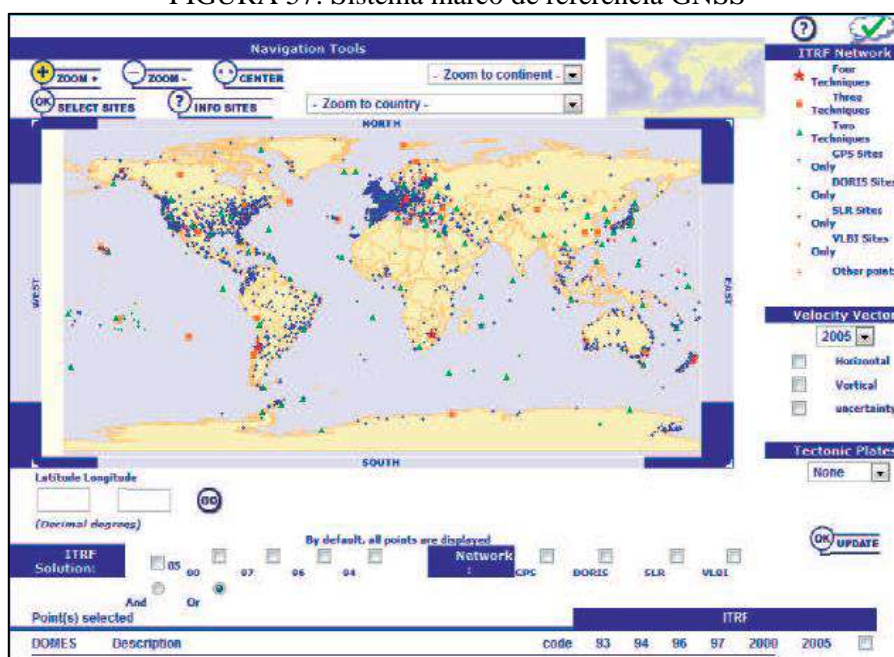 FIGURA 37. Sistema marco de referencia GNSS
Navigation Tools
ZOOM +
ZOOM -
CENTER
- Zoom to continent -
OK
SELECT SITES
?
INFO SITES
- Zoom to country -
NORTH
WEST
EAST
SOUTH
?
ITRF Network
Four
Techniques
Three
Techniques
Two
Techniques
GPS Sites
Only
DORIS Sites
Only
SLR Sites
Only
VLBI Sites
Only
Other points
Velocity Vector
2005
Horizontal
Vertical
uncertainty
Tectonic Plates
None
OK UPDATE
Latitude Longitude
GO
(Decimal degrees)
By default, all points are displayed
ITRF
Solution:
05 00 97 96 94
And Or
Network
:
GPS DORIS SLR VLBI
Point(s) selected
ITRF
DOMES Description code 93 94 96 97 2000 2005